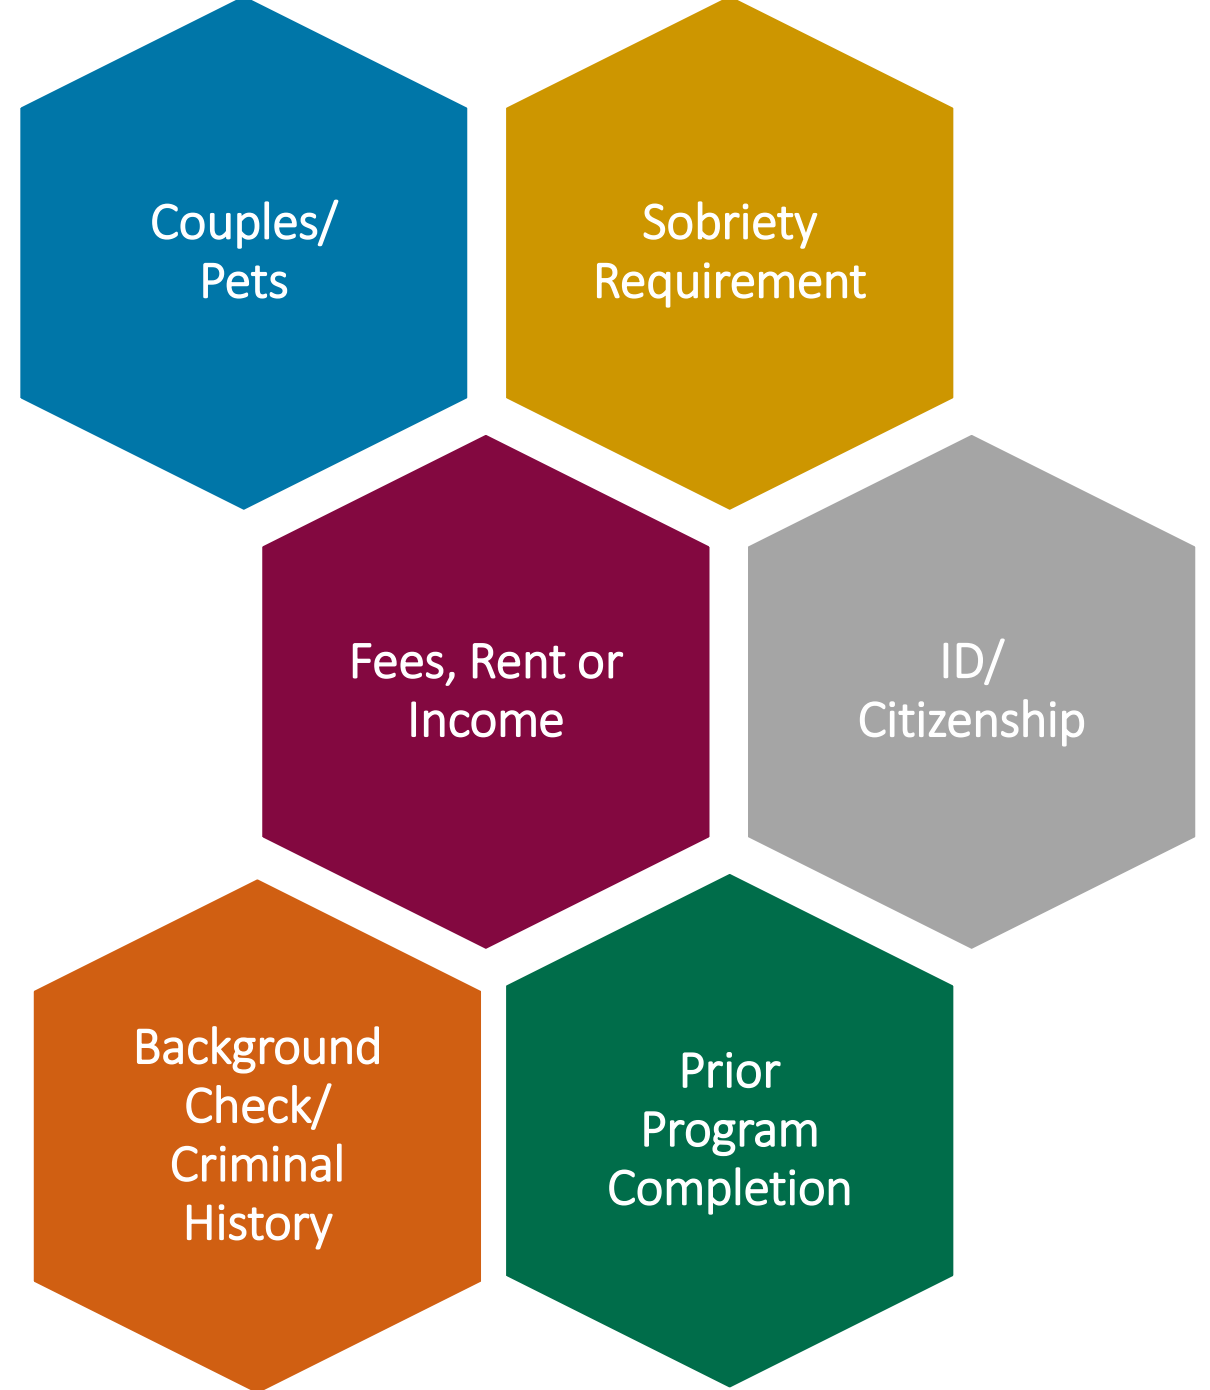 Couples/
Pets
Sobriety
Requirement
Fees, Rent or
Income
ID/
Citizenship
Background
Check/
Criminal
History
Prior
Program
Completion